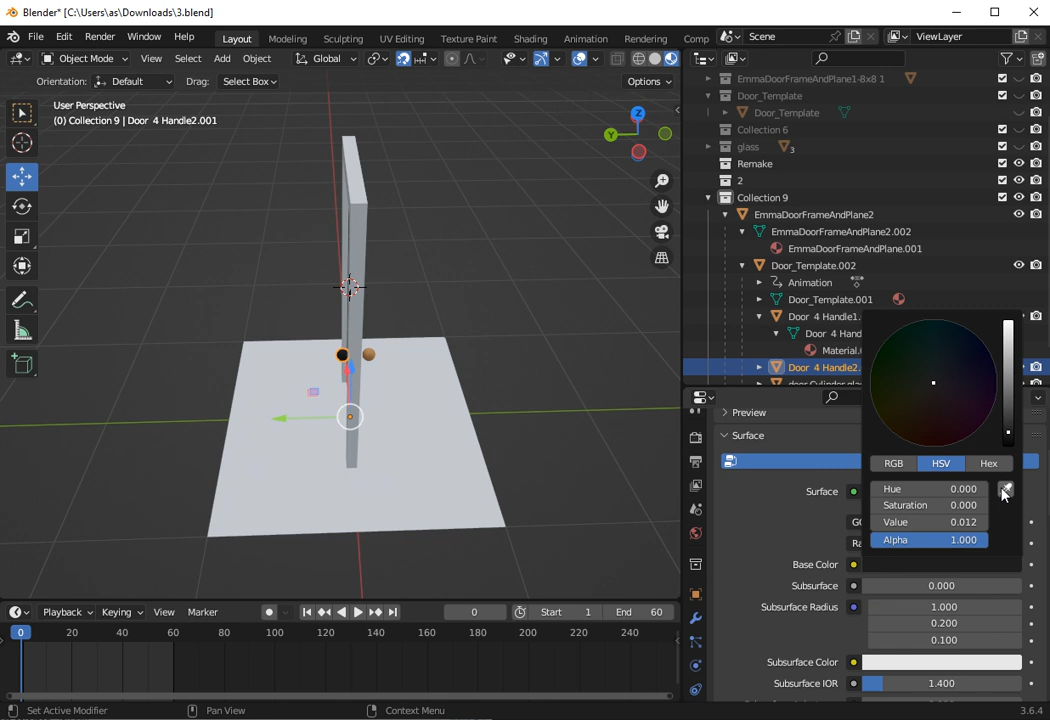 Blender* [C:\Users\as\Downloads\3.blend]
File Edit Render Window Help Layout Modeling Sculpting UV Editing Texture Paint Shading Animation Rendering Comp Scene ViewLayer
Object Mode View Select Add Object Global
Orientation: Default Drag: Select Box Options
User Perspective
(0) Collection 9 | Door 4 Handle2.001
Z
Y
EmmaDoorFrameAndPlane1-8x8 1
Door_Template
Door_Template
Collection 6
glass 3
Remake
2
Collection 9
EmmaDoorFrameAndPlane2
EmmaDoorFrameAndPlane2.002
EmmaDoorFrameAndPlane.001
Door_Template.002
Animation
Door_Template.001
Door 4 Handle1.
Door 4 Hand
Material.
Door 4 Handle2.
Preview
Surface
Surface
RGB HSV Hex
Hue 0.000
Saturation 0.000
Value 0.012
Alpha 1.000
Base Color
Subsurface 0.000
Subsurface Radius 1.000
0.200
0.100
Subsurface Color
Subsurface IOR 1.400
Playback Keying View Marker 0 Start 1 End 60
0 20 40 60 80 100 120 140 160 180 200 220 240
Set Active Modifier Pan View Context Menu 3.6.4